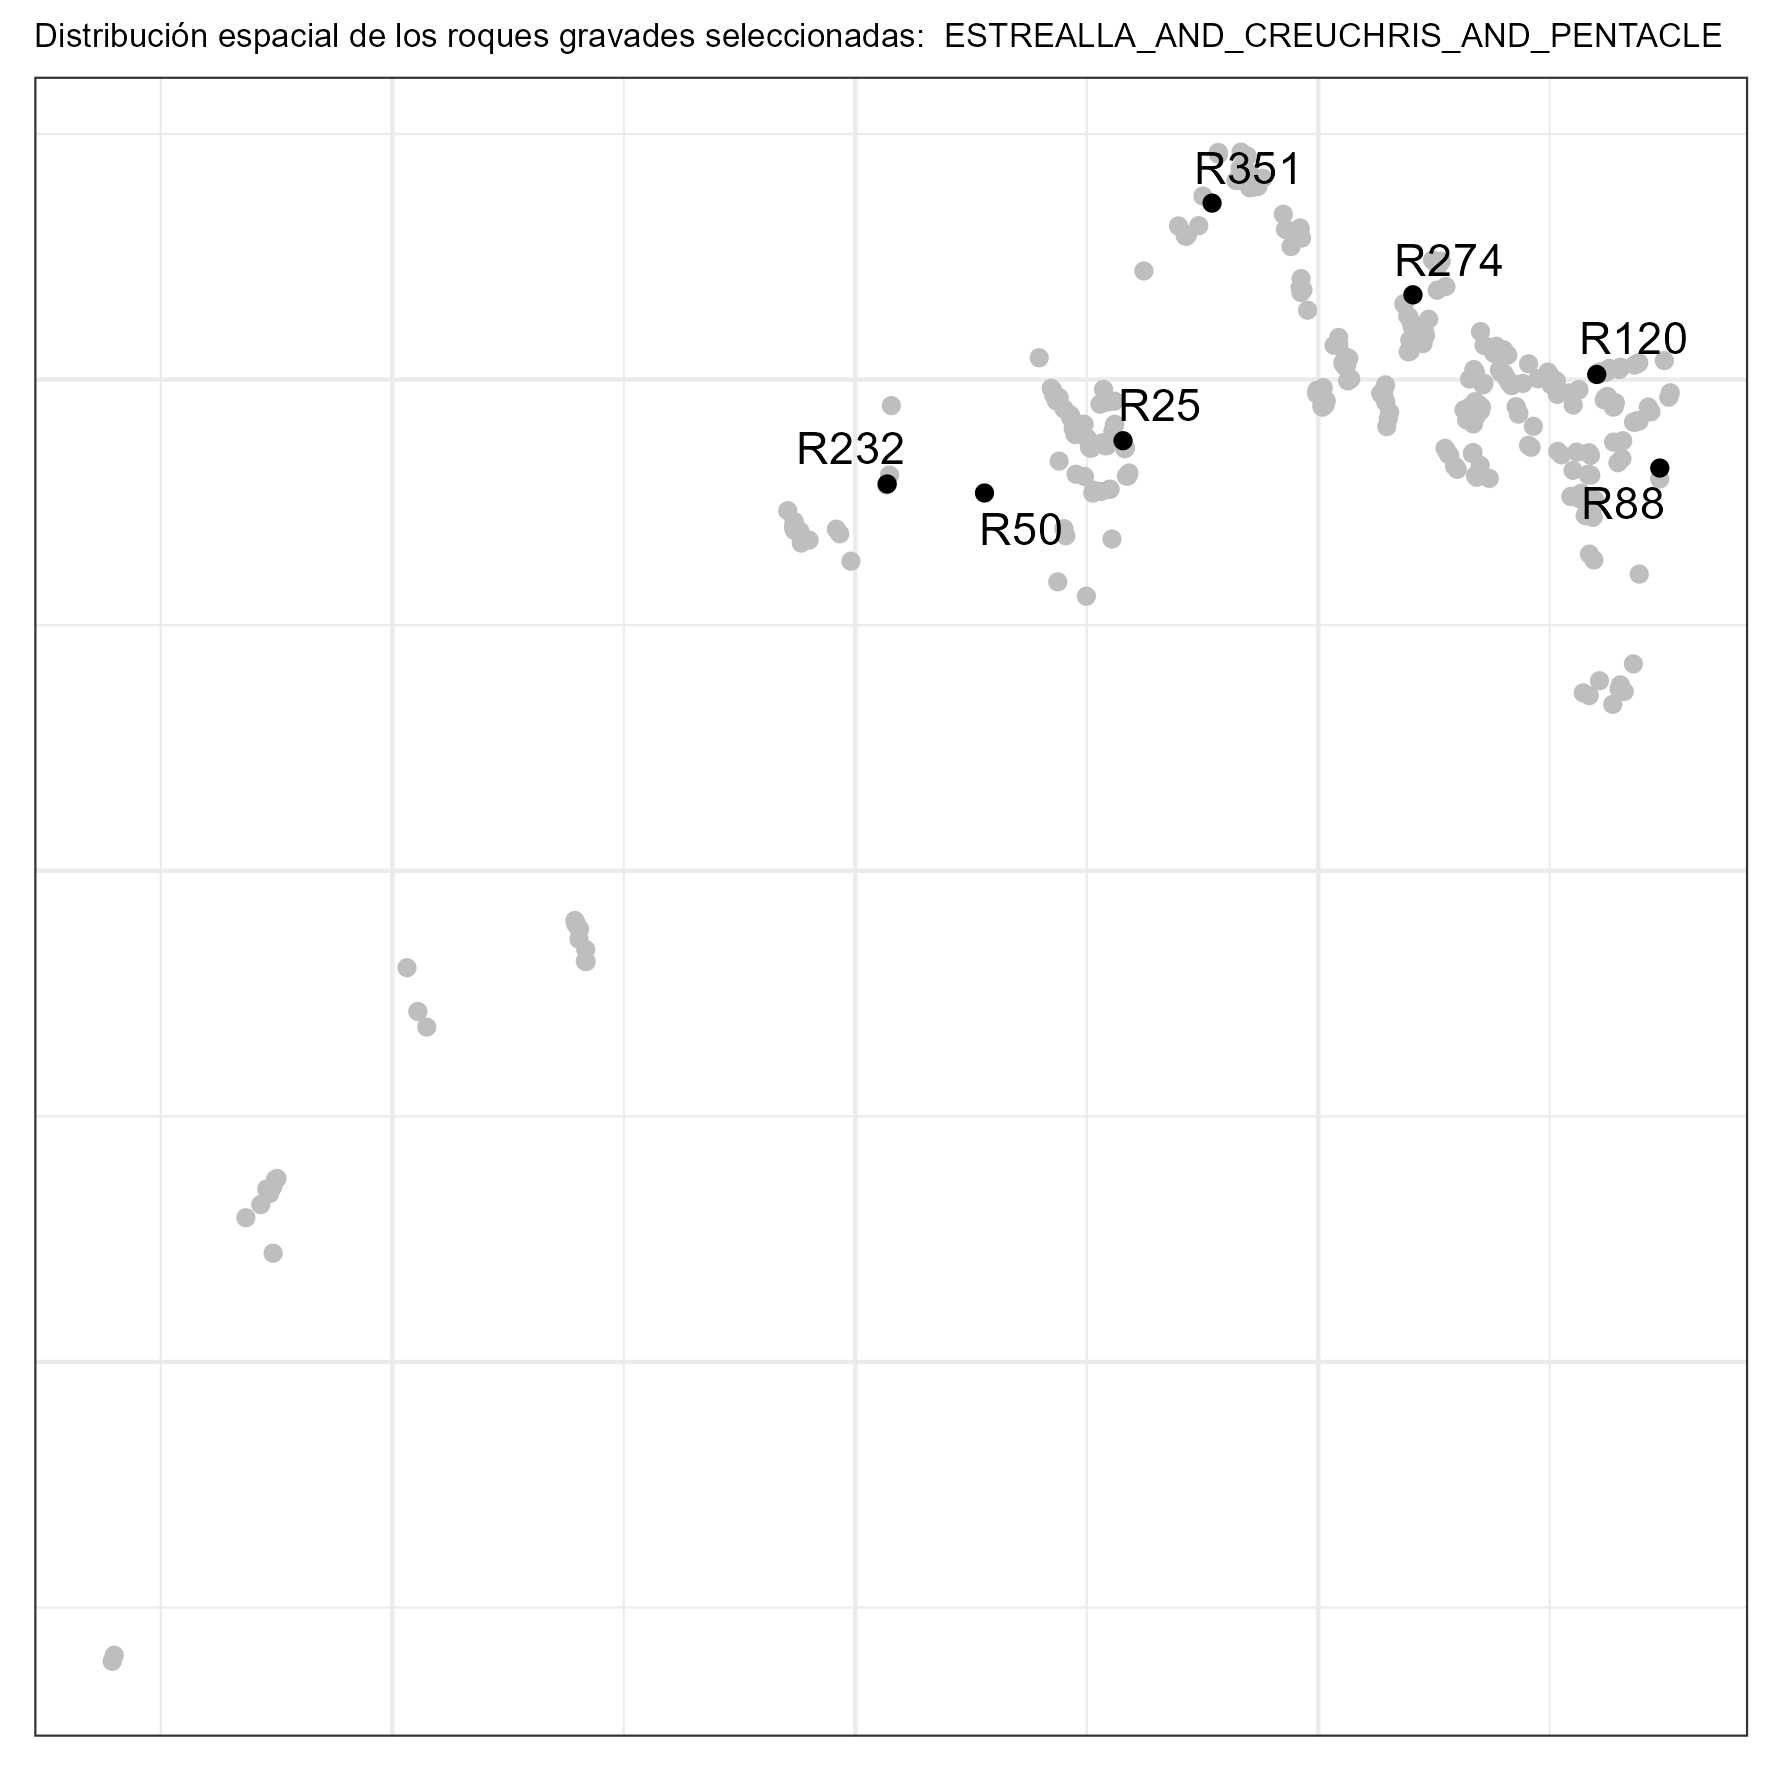 Distribución espacial de los roques gravades seleccionadas: ESTREALLA_AND_CREUCHRIS_AND_PENTACLE
R351
R274
R120
R25
R232
R88
R50